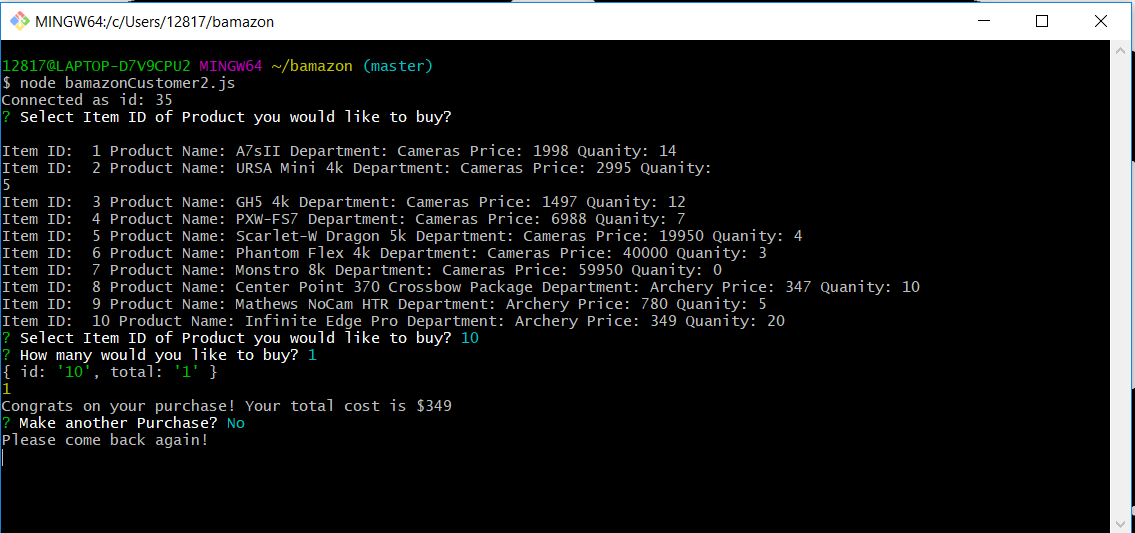 MINGW64:/c/Users/12817/bamazon
12817@LAPTOP-D7V9CPU2 MINGW64 ~/bamazon (master)
$ node bamazonCustomer2.js
Connected as id: 35
? Select Item ID of Product you would like to buy?
Item ID:  1 Product Name: A7sII Department: Cameras Price: 1998 Quanity: 14
Item ID:  2 Product Name: URSA Mini 4k Department: Cameras Price: 2995 Quanity:
5
Item ID:  3 Product Name: GH5 4k Department: Cameras Price: 1497 Quanity: 12
Item ID:  4 Product Name: PXW-FS7 Department: Cameras Price: 6988 Quanity: 7
Item ID:  5 Product Name: Scarlet-W Dragon 5k Department: Cameras Price: 19950 Quanity: 4
Item ID:  6 Product Name: Phantom Flex 4k Department: Cameras Price: 40000 Quanity: 3
Item ID:  7 Product Name: Monstro 8k Department: Cameras Price: 59950 Quanity: 0
Item ID:  8 Product Name: Center Point 370 Crossbow Package Department: Archery Price: 347 Quanity: 10
Item ID:  9 Product Name: Mathews NoCam HTR Department: Archery Price: 780 Quanity: 5
Item ID:  10 Product Name: Infinite Edge Pro Department: Archery Price: 349 Quanity: 20
? Select Item ID of Product you would like to buy? 10
? How many would you like to buy? 1
{ id: '10', total: '1' }
1
Congrats on your purchase! Your total cost is $349
? Make another Purchase? No
Please come back again!